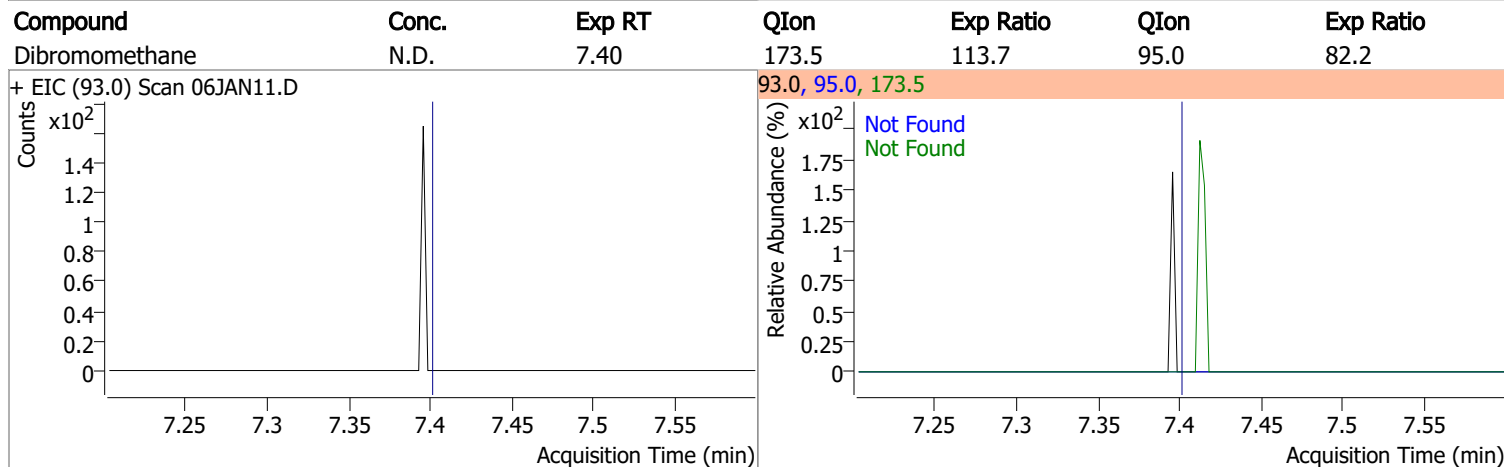 Compound Conc. Exp RT QIon Exp Ratio QIon Exp Ratio
Dibromomethane N.D. 7.40 173.5 113.7 95.0 82.2
+ EIC (93.0) Scan 06JAN11.D
Counts
x10²
1.4
1.2
1
0.8
0.6
0.4
0.2
0
7.25 7.3 7.35 7.4 7.45 7.5 7.55
Acquisition Time (min)
93.0, 95.0, 173.5
Relative Abundance (%)
x10²
Not Found
Not Found
1.75
1.5
1.25
1
0.75
0.5
0.25
0
7.25 7.3 7.35 7.4 7.45 7.5 7.55
Acquisition Time (min)